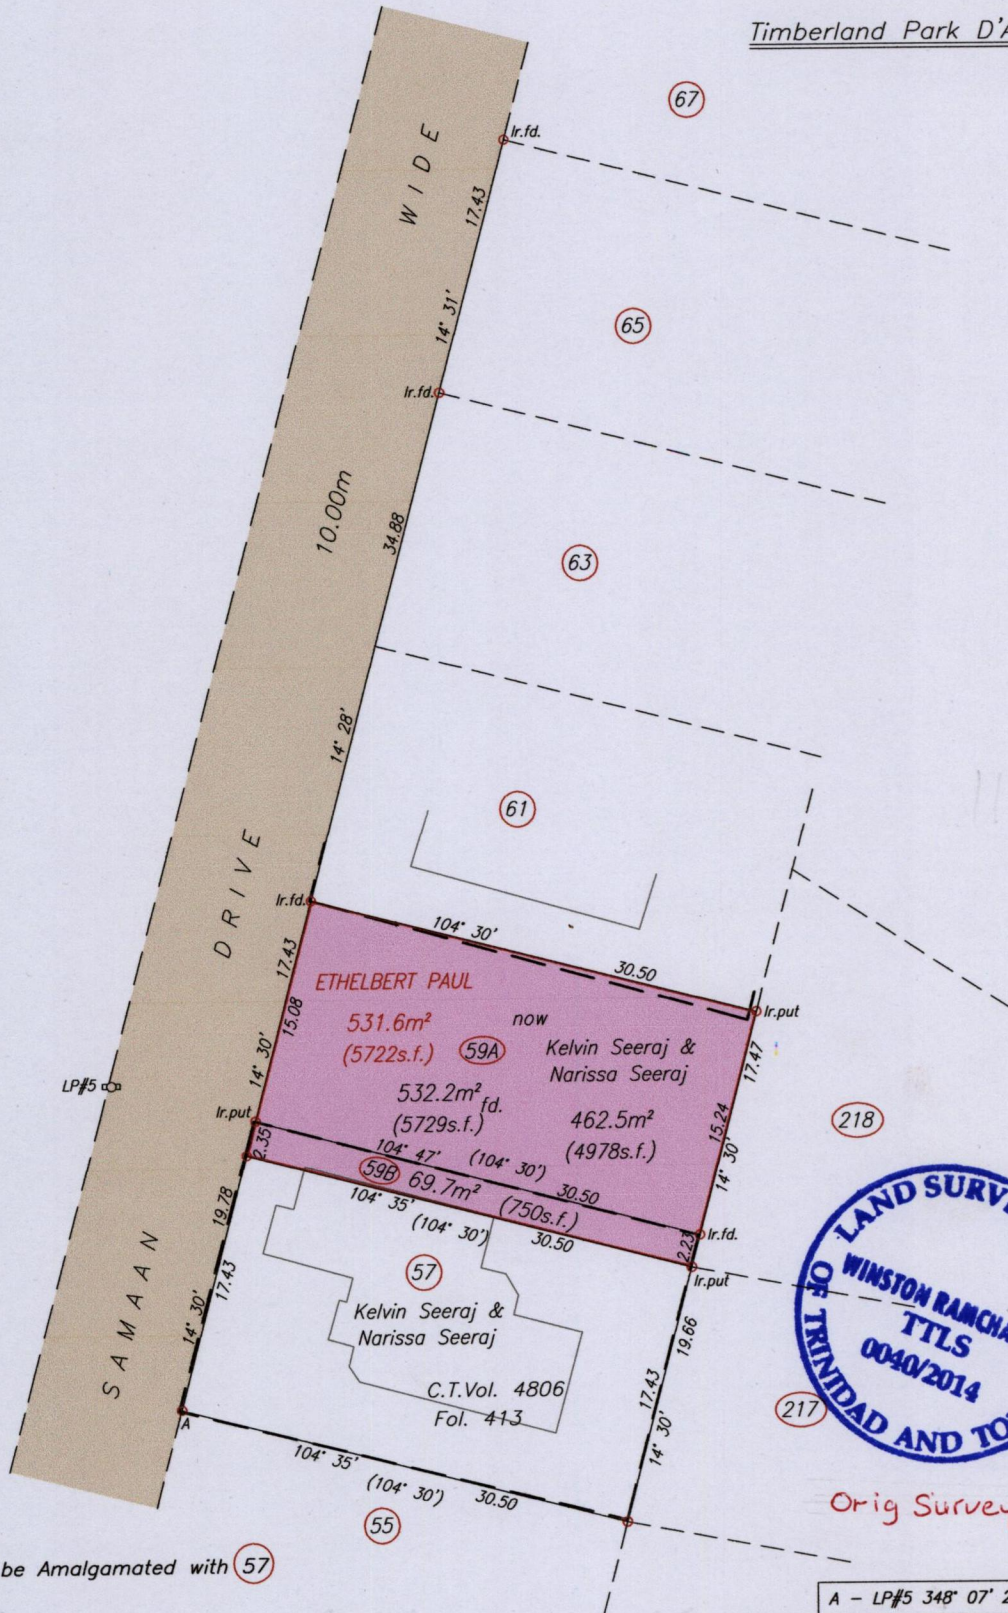 Timberland Park
67
Ir.fd.
WIDE
17.43
14° 31'
65
Ir.fd.
10.00m
34.88
63
14° 28'
61
DRIVE
Ir.fd.
104° 30'
30.50
17.43
15.08
14° 30'
ETHELBERT PAUL
531.6m²
(5722s.f.)
59A
now
Kelvin Seeraj &
Narissa Seeraj
532.2m² fd.
(5729s.f.)
462.5m²
(4978s.f.)
Ir.put
17.47
15.24
14° 30'
218
LP#5
Ir.put
2.35
104° 47' (104° 30')
30.50
59B 69.7m² (750s.f.)
104° 35'
(104° 30')
30.50
2.23
Ir.fd.
Ir.put
19.78
17.43
14° 30'
57
Kelvin Seeraj &
Narissa Seeraj
C.T.Vol. 4806
Fol. 413
19.66
17.43
14° 30'
SAMAAN
A
217
LAND
OF TRINIDAD AND
WINSTON
TTLS
0040/2014
104° 35'
(104° 30')
30.50
55
Orig
be Amalgamated with 57
A - LP#5 348° 07'